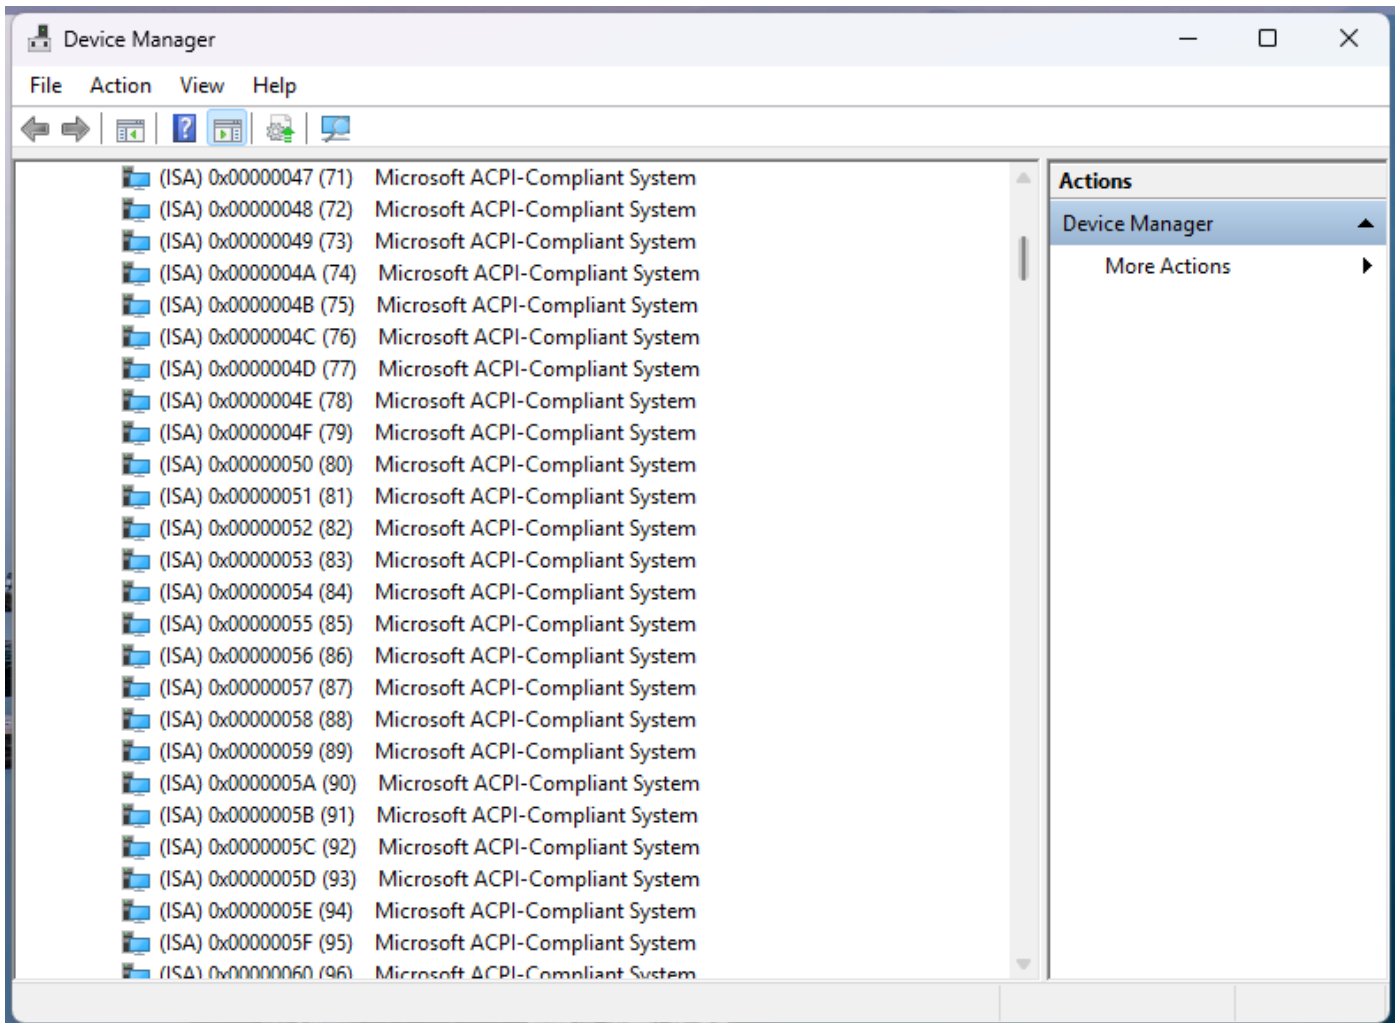 Device Manager
File Action View Help
(ISA) 0x00000047 (71) Microsoft ACPI-Compliant System
(ISA) 0x00000048 (72) Microsoft ACPI-Compliant System
(ISA) 0x00000049 (73) Microsoft ACPI-Compliant System
(ISA) 0x0000004A (74) Microsoft ACPI-Compliant System
(ISA) 0x0000004B (75) Microsoft ACPI-Compliant System
(ISA) 0x0000004C (76) Microsoft ACPI-Compliant System
(ISA) 0x0000004D (77) Microsoft ACPI-Compliant System
(ISA) 0x0000004E (78) Microsoft ACPI-Compliant System
(ISA) 0x0000004F (79) Microsoft ACPI-Compliant System
(ISA) 0x00000050 (80) Microsoft ACPI-Compliant System
(ISA) 0x00000051 (81) Microsoft ACPI-Compliant System
(ISA) 0x00000052 (82) Microsoft ACPI-Compliant System
(ISA) 0x00000053 (83) Microsoft ACPI-Compliant System
(ISA) 0x00000054 (84) Microsoft ACPI-Compliant System
(ISA) 0x00000055 (85) Microsoft ACPI-Compliant System
(ISA) 0x00000056 (86) Microsoft ACPI-Compliant System
(ISA) 0x00000057 (87) Microsoft ACPI-Compliant System
(ISA) 0x00000058 (88) Microsoft ACPI-Compliant System
(ISA) 0x00000059 (89) Microsoft ACPI-Compliant System
(ISA) 0x0000005A (90) Microsoft ACPI-Compliant System
(ISA) 0x0000005B (91) Microsoft ACPI-Compliant System
(ISA) 0x0000005C (92) Microsoft ACPI-Compliant System
(ISA) 0x0000005D (93) Microsoft ACPI-Compliant System
(ISA) 0x0000005E (94) Microsoft ACPI-Compliant System
(ISA) 0x0000005F (95) Microsoft ACPI-Compliant System
(ISA) 0x00000060 (96) Microsoft ACPI-Compliant System
Actions
Device Manager
More Actions